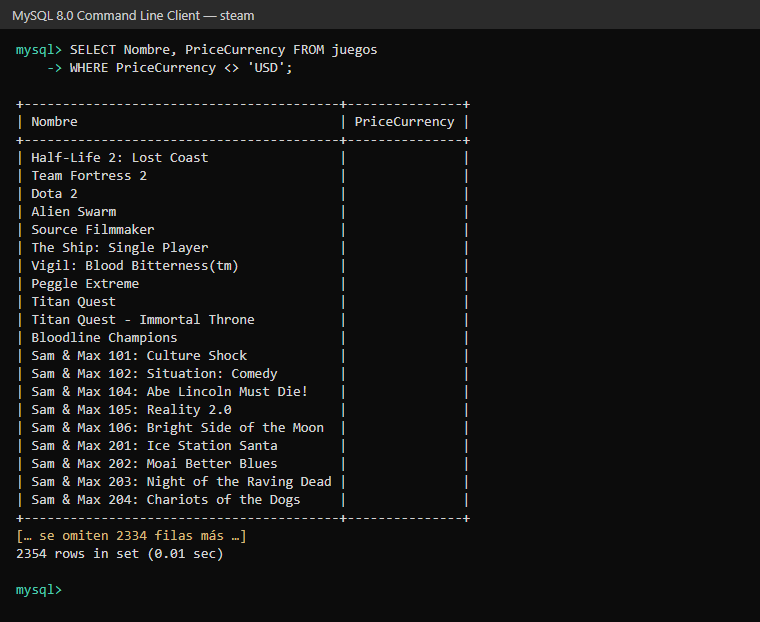 MySQL 8.0 Command Line Client — steam
mysql> SELECT Nombre, PriceCurrency FROM juegos
    -> WHERE PriceCurrency <> 'USD';
+-----------------------------------------+---------------+
| Nombre                                  | PriceCurrency |
+-----------------------------------------+---------------+
| Half-Life 2: Lost Coast                 |               |
| Team Fortress 2                         |               |
| Dota 2                                  |               |
| Alien Swarm                             |               |
| Source Filmmaker                        |               |
| The Ship: Single Player                 |               |
| Vigil: Blood Bitterness(tm)             |               |
| Peggle Extreme                          |               |
| Titan Quest                             |               |
| Titan Quest - Immortal Throne           |               |
| Bloodline Champions                     |               |
| Sam & Max 101: Culture Shock            |               |
| Sam & Max 102: Situation: Comedy        |               |
| Sam & Max 104: Abe Lincoln Must Die!    |               |
| Sam & Max 105: Reality 2.0              |               |
| Sam & Max 106: Bright Side of the Moon  |               |
| Sam & Max 201: Ice Station Santa        |               |
| Sam & Max 202: Moai Better Blues        |               |
| Sam & Max 203: Night of the Raving Dead |               |
| Sam & Max 204: Chariots of the Dogs     |               |
+-----------------------------------------+---------------+
[… se omiten 2334 filas más …]
2354 rows in set (0.01 sec)
mysql>